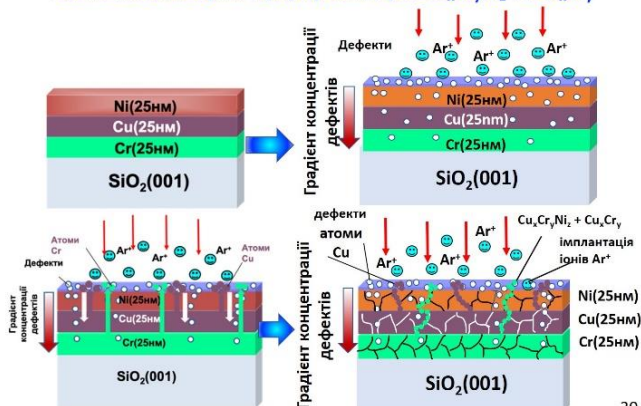 Дефекти
Ar⁺
Ar⁺
Градієнт концентрації
дефектів
Ni(25нм)
Cu(25нм)
Cr(25нм)
SiO₂(001)
Ni(25нм)
Cu(25nm)
Cr(25нм)
SiO₂(001)
Атоми
Cr
Дефекти
Ar⁺
Ar⁺
Атоми
Cu
Градієнт
концентрації
дефектів
Ni(25нм)
Cu(25нм)
Cr(25нм)
SiO₂(001)
дефекти
атоми
Cu
Ar⁺
Ar⁺
Ar⁺
CuₓCrᵧNi𝓏 + CuₓCrᵧ
імплантація
іонів Ar⁺
Градієнт концентрації
дефектів
Ni(25нм)
Cu(25нм)
Cr(25нм)
SiO₂(001)